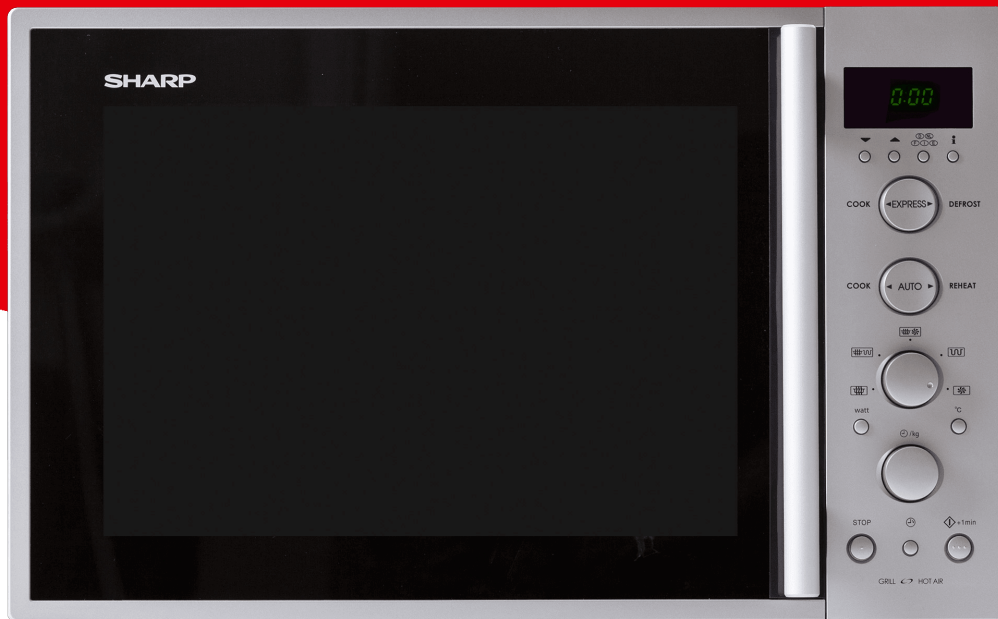 SHARP
0:00
COOK
EXPRESS
DEFROST
COOK
AUTO
REHEAT
watt
°C
/kg
STOP
+1min
GRILL
HOT AIR